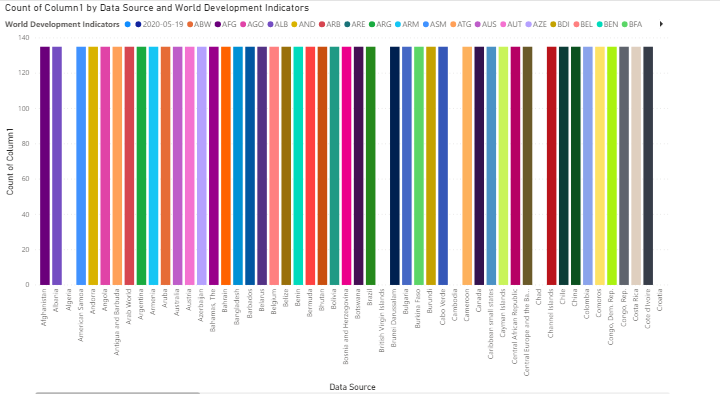 Count of Column1 by Data Source and World Development Indicators
World Development Indicators 2020-05-19 ABW AFG AGO ALB AND ARB ARE ARG ARM ASM ATG AUS AUT AZE BDI BEL BEN BFA
Count of Column1
140
120
100
80
60
40
20
0
Afghanistan
Albania
Algeria
American Samoa
Andorra
Angola
Antigua and Barbuda
Arab World
Argentina
Armenia
Aruba
Australia
Austria
Azerbaijan
Bahamas, The
Bahrain
Bangladesh
Barbados
Belarus
Belgium
Belize
Benin
Bermuda
Bhutan
Bolivia
Bosnia and Herzegovina
Botswana
Brazil
British Virgin Islands
Brunei Darussalam
Bulgaria
Burkina Faso
Burundi
Cabo Verde
Cambodia
Cameroon
Canada
Caribbean small states
Cayman Islands
Central African Republic
Central Europe and the Ba...
Chad
Channel Islands
Chile
China
Colombia
Comoros
Congo, Dem. Rep.
Congo, Rep.
Costa Rica
Cote d'Ivoire
Croatia
Data Source